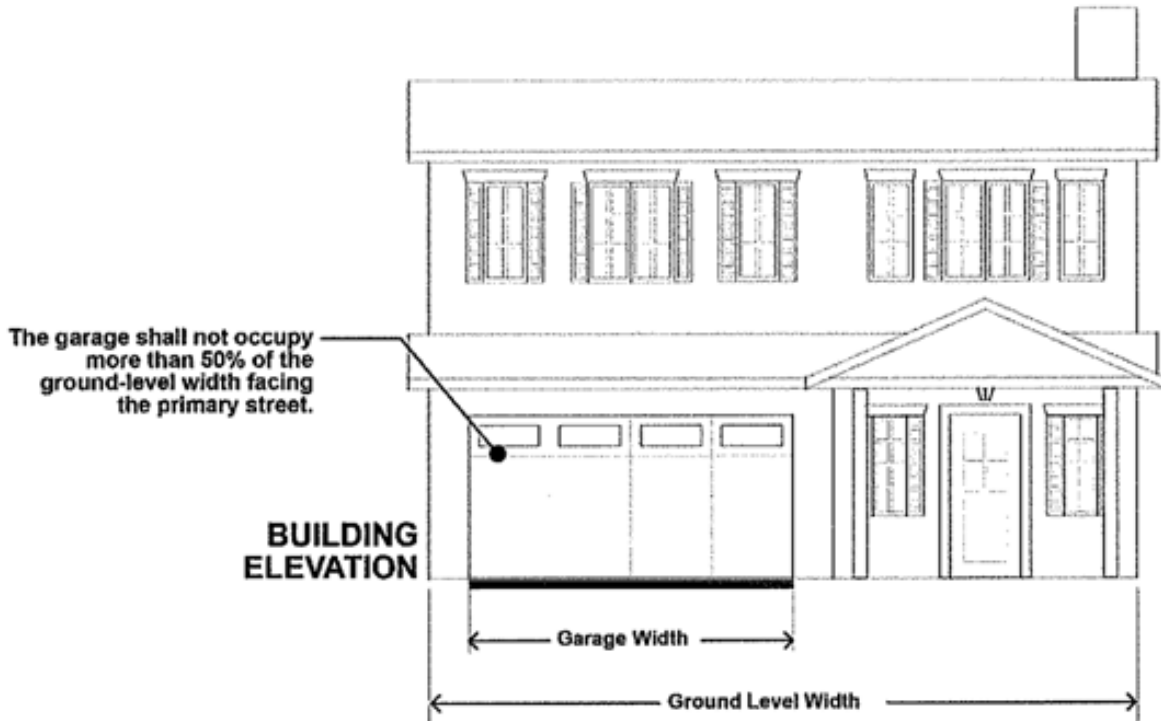 The garage shall not occupy
more than 50% of the
ground-level width facing
the primary street.
BUILDING
ELEVATION
Garage Width
Ground Level Width